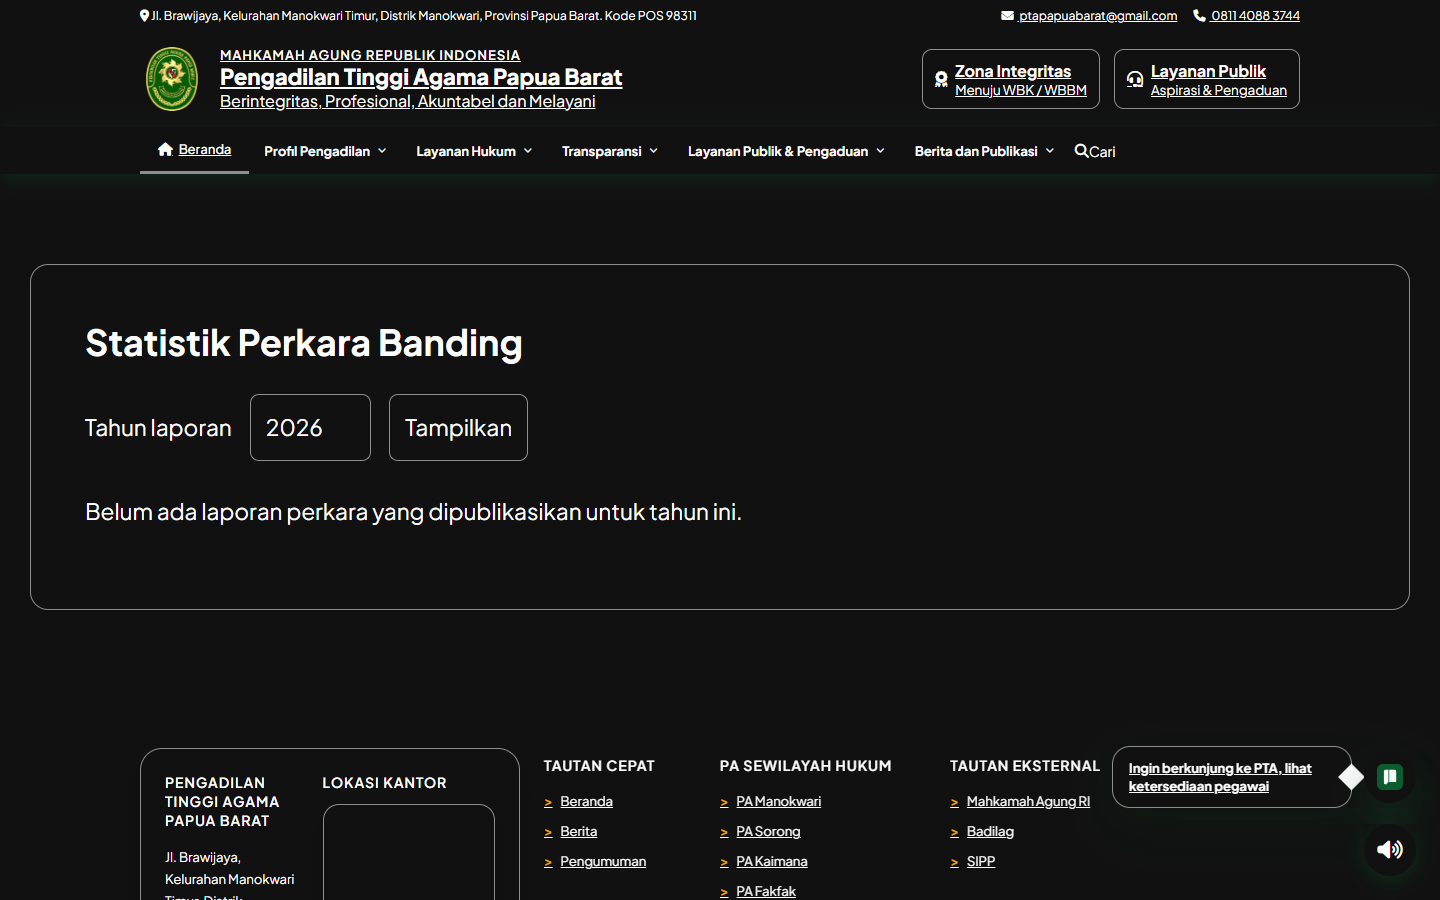 Jl. Brawijaya, Kelurahan Manokwari Timur, Distrik Manokwari, Provinsi Papua Barat. Kode POS 98311
ptapapuabarat@gmail.com
0811 4088 3744
MAHKAMAH AGUNG REPUBLIK INDONESIA
Pengadilan Tinggi Agama Papua Barat
Berintegritas, Profesional, Akuntabel dan Melayani
Zona Integritas
Menuju WBK / WBBM
Layanan Publik
Aspirasi & Pengaduan
Beranda
Profil Pengadilan
Layanan Hukum
Transparansi
Layanan Publik & Pengaduan
Berita dan Publikasi
Cari
Statistik Perkara Banding
Tahun laporan
2026
Tampilkan
Belum ada laporan perkara yang dipublikasikan untuk tahun ini.
PENGADILAN
TINGGI AGAMA
PAPUA BARAT
Jl. Brawijaya,
Kelurahan Manokwari
Timur, Distrik
LOKASI KANTOR
TAUTAN CEPAT
> Beranda
> Berita
> Pengumuman
PA SEWILAYAH HUKUM
> PA Manokwari
> PA Sorong
> PA Kaimana
> PA Fakfak
TAUTAN EKSTERNAL
> Mahkamah Agung RI
> Badilag
> SIPP
Ingin berkunjung ke PTA, lihat
ketersediaan pegawai